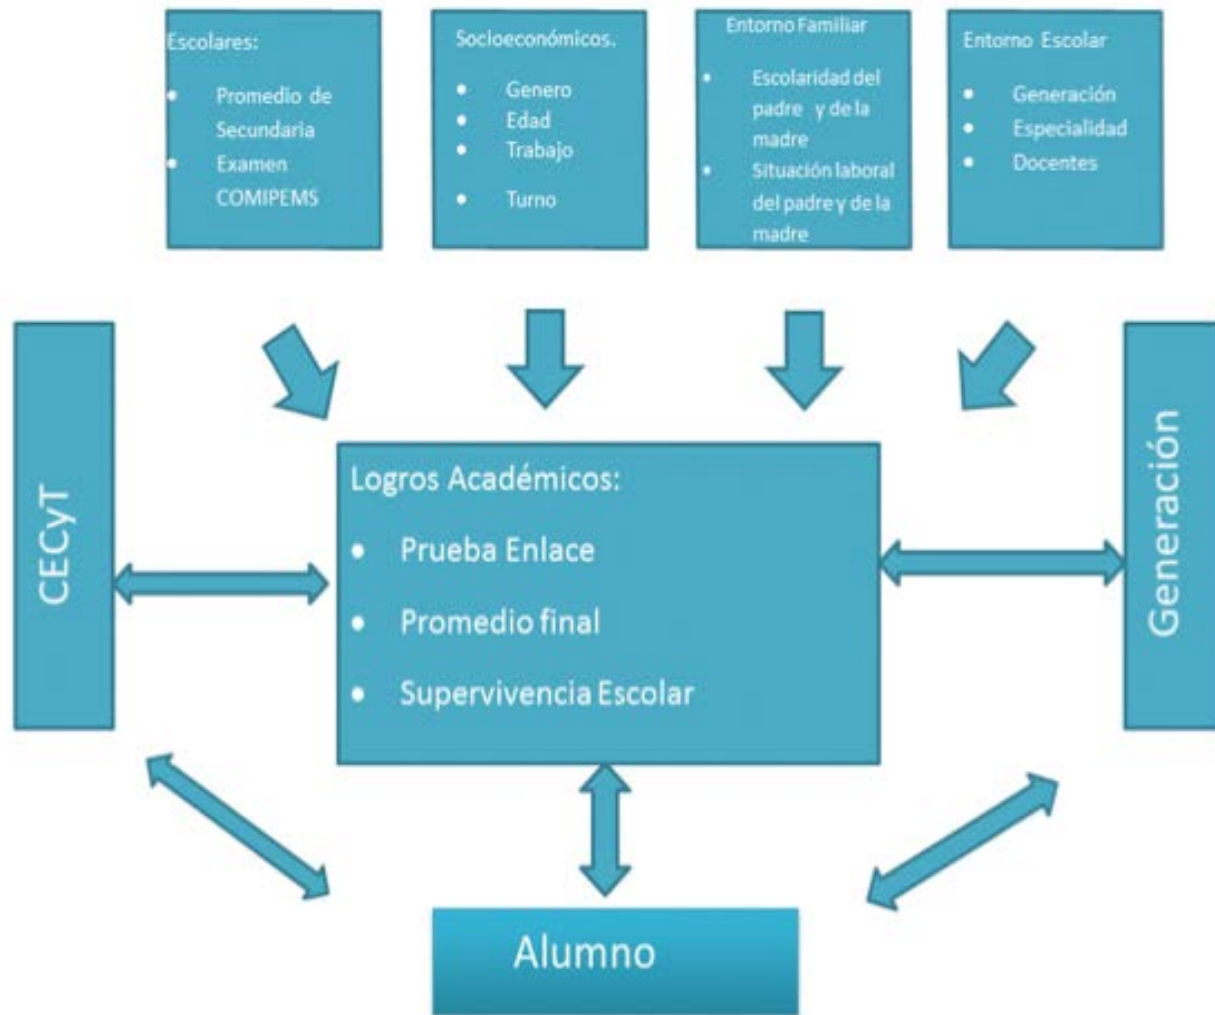 Escolares:
• Promedio de
Secundaria
• Examen
COMIPEMS
Socioeconómicos.
• Genero
• Edad
• Trabajo
• Turno
Entorno Familiar
• Escolaridad del
padre y de la
madre
• Situación laboral
del padre y de la
madre
Entorno Escolar
• Generación
• Especialidad
• Docentes
CECyT
Logros Académicos:
• Prueba Enlace
• Promedio final
• Supervivencia Escolar
Generación
Alumno